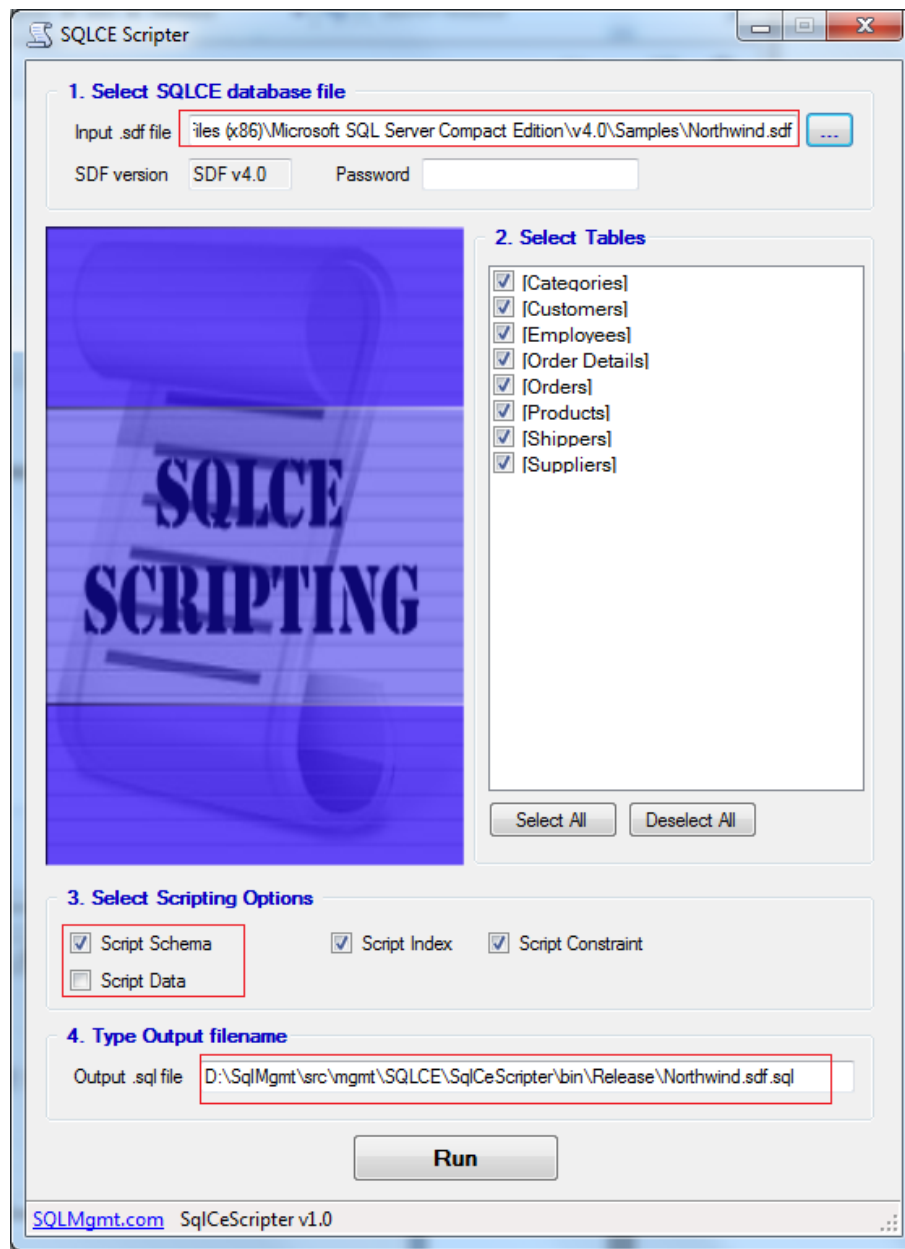 SQLCE Scripter
1. Select SQLCE database file
Input .sdf file iles (x86)\Microsoft SQL Server Compact Edition\v4.0\Samples\Northwind.sdf ...
SDF version SDF v4.0 Password
2. Select Tables
[Categories]
[Customers]
[Employees]
[Order Details]
[Orders]
[Products]
[Shippers]
[Suppliers]
SQLCE
SCRIPTING
Select All Deselect All
3. Select Scripting Options
Script Schema Script Index Script Constraint
Script Data
4. Type Output filename
Output .sql file D:\SqlMgmt\src\mgmt\SQLCE\SqlCeScripter\bin\Release\Northwind.sdf.sql
Run
SQLMgmt.com SqlCeScripter v1.0